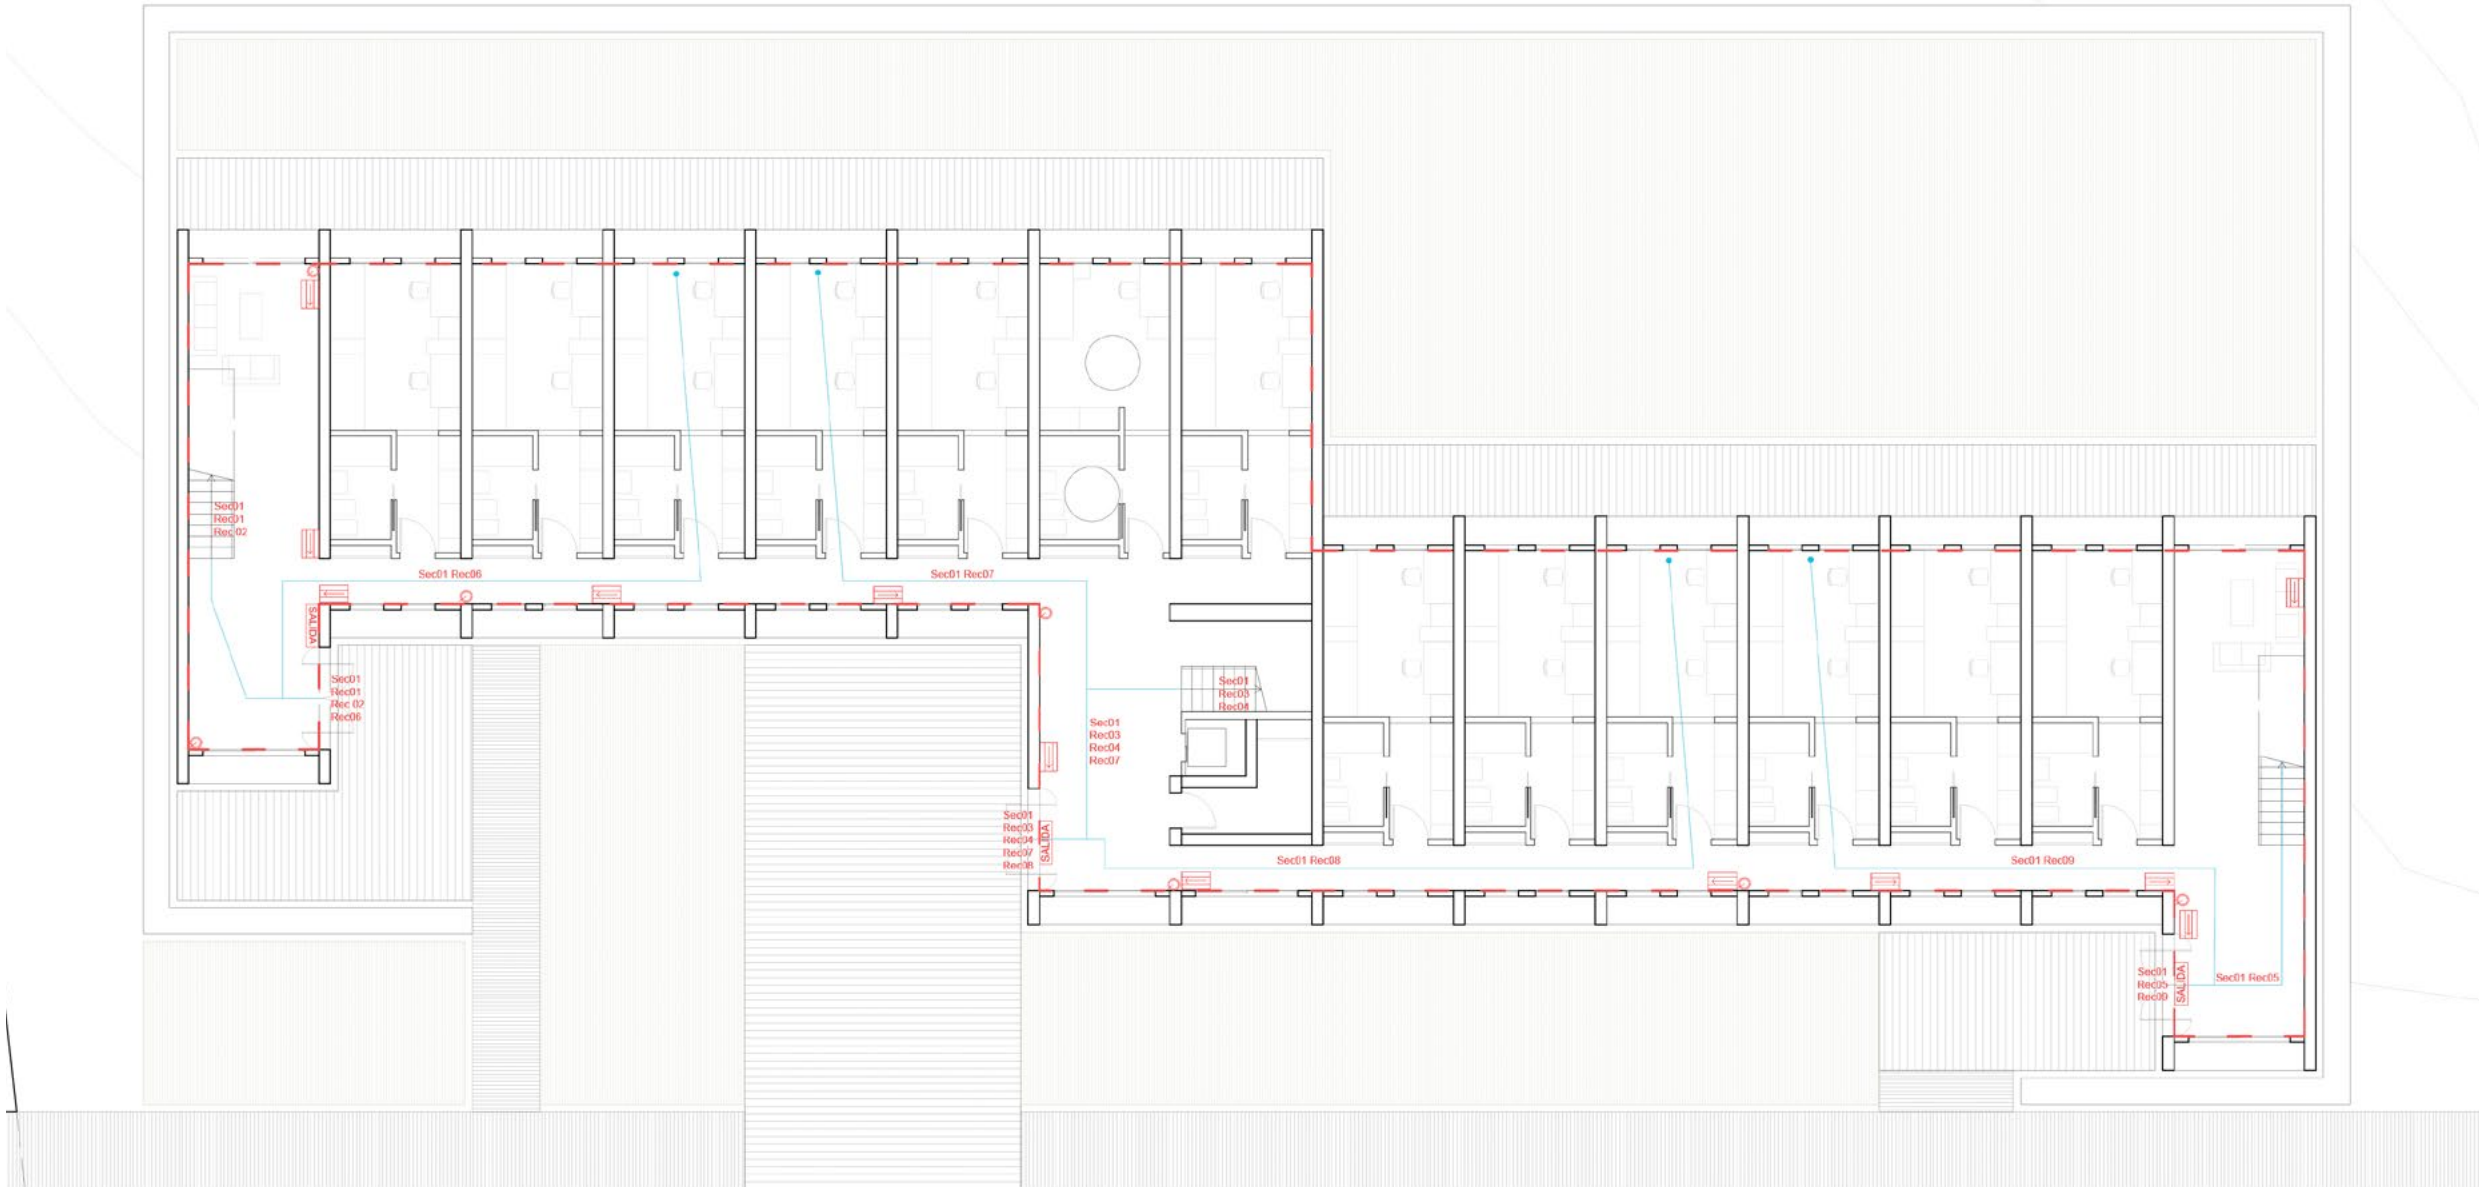 Sec01
Rec01
Rec 02
Sec01 Rec06
Sec01 Rec07
SALIDA
Sec01
Rec01
Rec 02
Rec06
Sec01
Rec03
Rec04
Sec01
Rec03
Rec04
Rec07
Sec01
Rec03
Rec04
Rec07
Rec08
SALIDA
Sec01 Rec08
Sec01 Rec09
Sec01
Rec05
Rec09
SALIDA
Sec01 Rec05